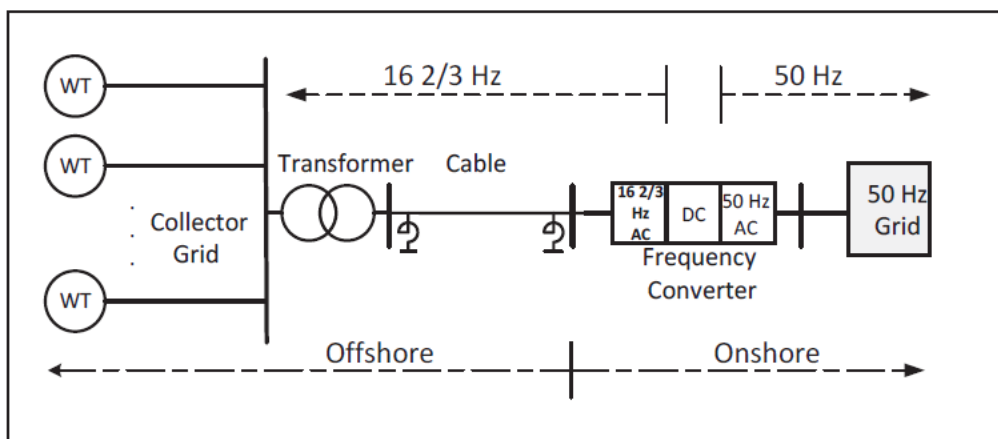 16 2/3 Hz
50 Hz
WT
WT
WT
Collector
Grid
Transformer
Cable
16 2/3
Hz
AC
DC
50 Hz
AC
Frequency
Converter
50 Hz
Grid
Offshore
Onshore